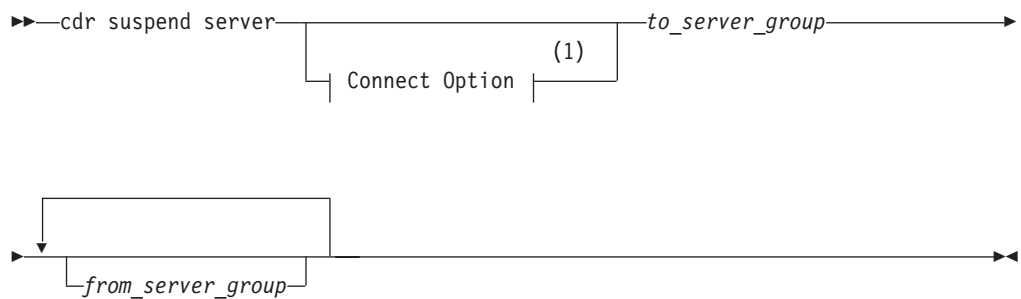 cdr suspend server to_server_group
(1)
Connect Option
from_server_group